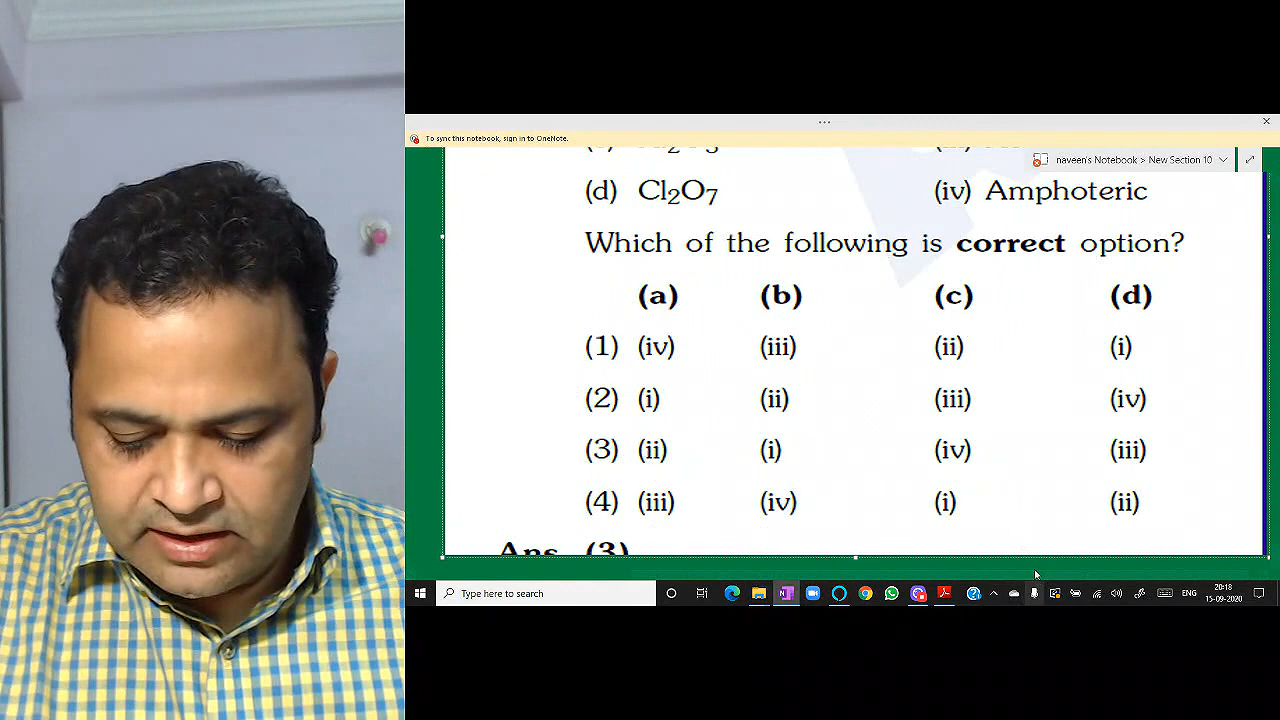 ...
To sync this notebook, sign in to OneNote.
naveen's Notebook > New Section 10
(d) Cl2O7 (iv) Amphoteric
Which of the following is correct option?
(a) (b) (c) (d)
(1) (iv) (iii) (ii) (i)
(2) (i) (ii) (iii) (iv)
(3) (ii) (i) (iv) (iii)
(4) (iii) (iv) (i) (ii)
Ans. (3)
Type here to search
ENG
20:18
15-09-2020